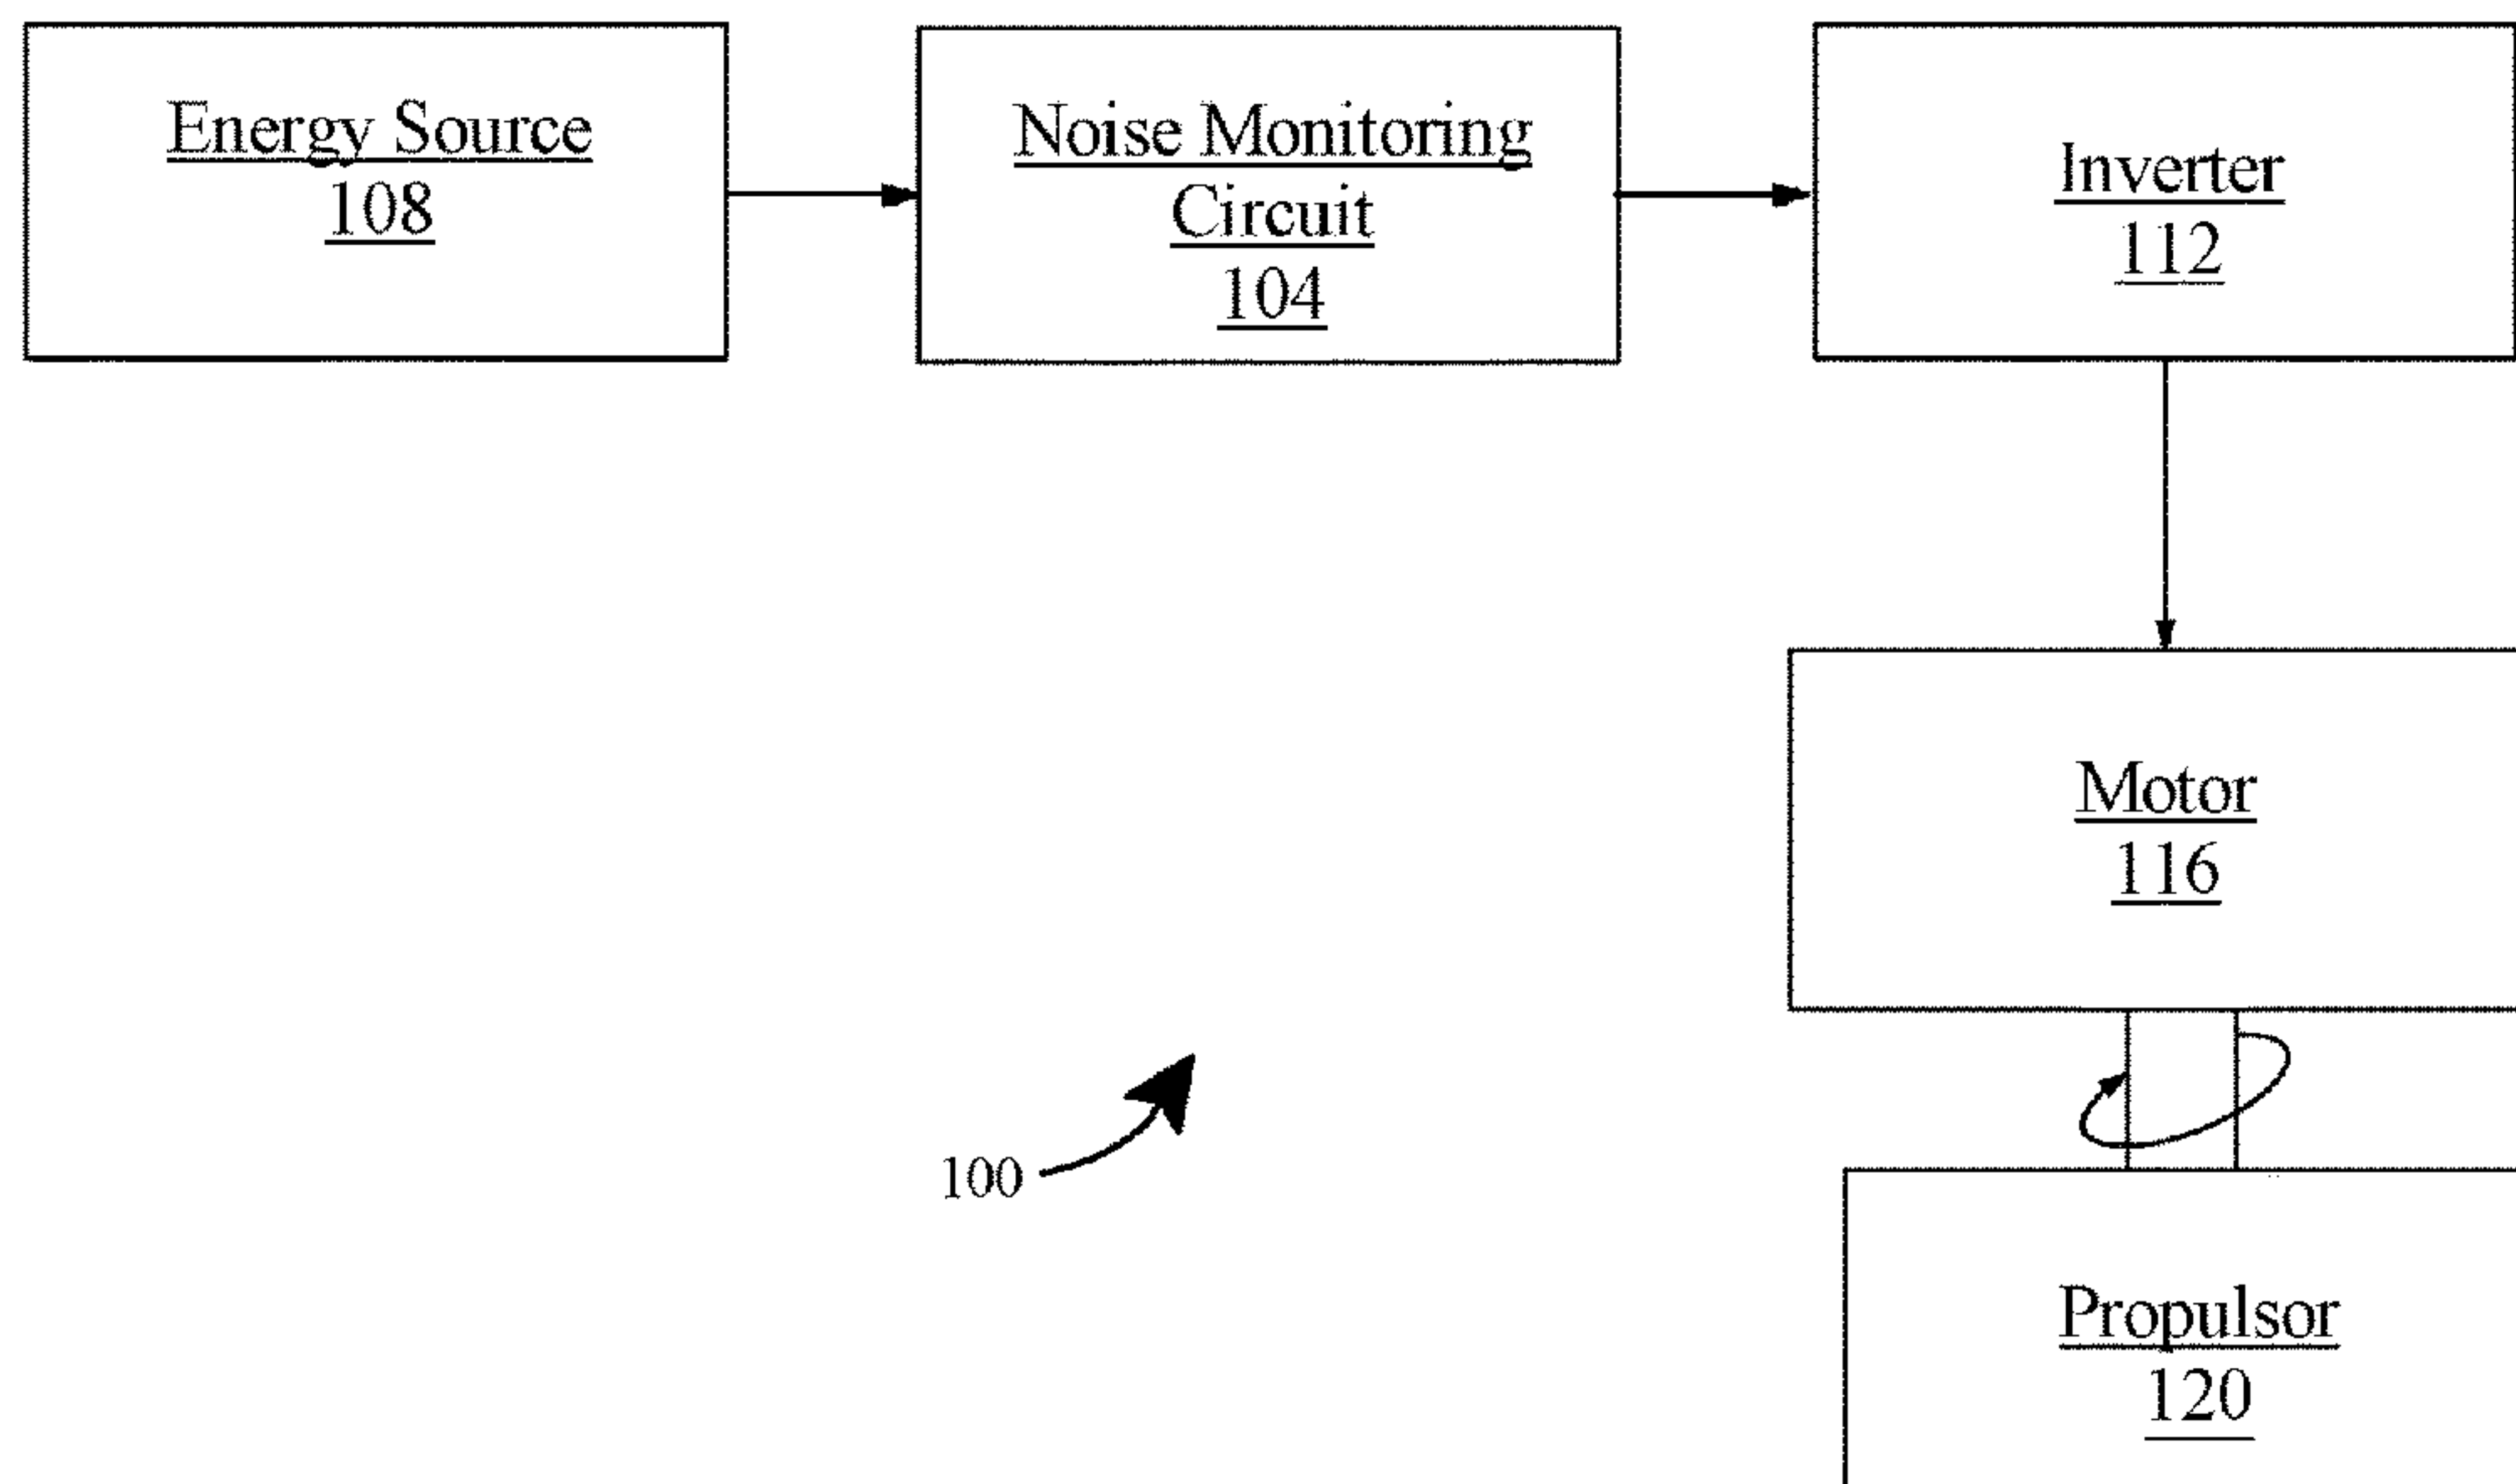 Energy Source
108
Noise Monitoring
Circuit
104
Inverter
112
Motor
116
100
Propulsor
120